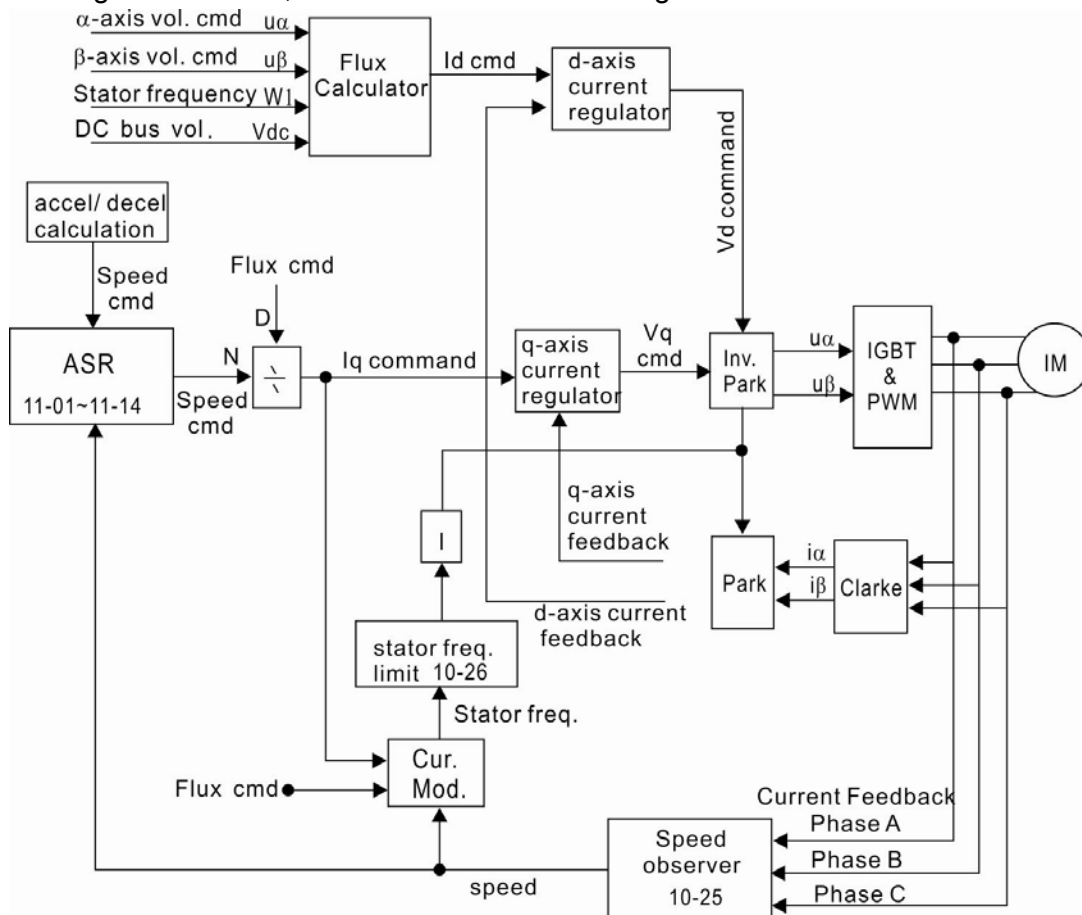 α-axis vol. cmd uα
β-axis vol. cmd uβ
Stator frequency W1
DC bus vol. Vdc
Flux
Calculator
Id cmd
d-axis
current
regulator
Vd command
accel/ decel
calculation
Speed
cmd
Flux cmd
D
N
ASR
11-01~11-14
Speed
cmd
Iq command
q-axis
current
regulator
Vq
cmd
Inv.
Park
uα
uβ
IGBT
&
PWM
IM
q-axis
current
feedback
I
Park
iα
iβ
Clarke
d-axis current
feedback
stator freq.
limit 10-26
Stator freq.
Cur.
Mod.
Flux cmd
Current Feedback
Phase A
Phase B
Phase C
Speed
observer
10-25
speed